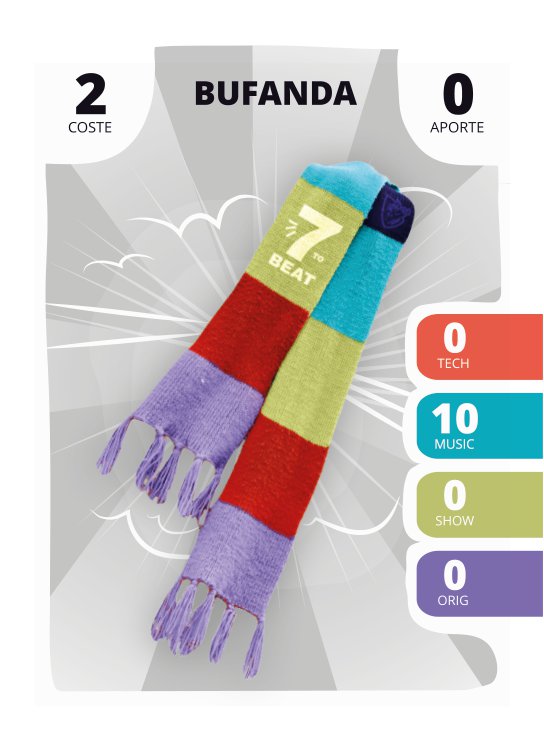 2
COSTE
BUFANDA
0
APORTE
7
TO
BEAT
0
TECH
10
MUSIC
0
SHOW
0
ORIG